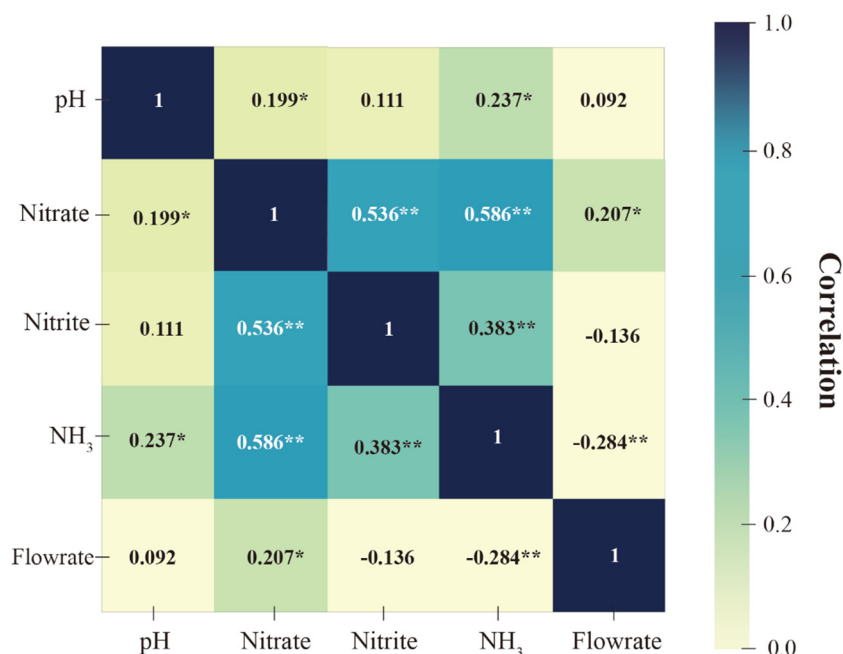 1.0
pH 1 0.199* 0.111 0.237* 0.092
0.8
Nitrate 0.199* 1 0.536** 0.586** 0.207*
0.6
Nitrite 0.111 0.536** 1 0.383** -0.136
0.4
NH₃ 0.237* 0.586** 0.383** 1 -0.284**
0.2
Flowrate 0.092 0.207* -0.136 -0.284** 1
0.0
pH Nitrate Nitrite NH₃ Flowrate
Correlation